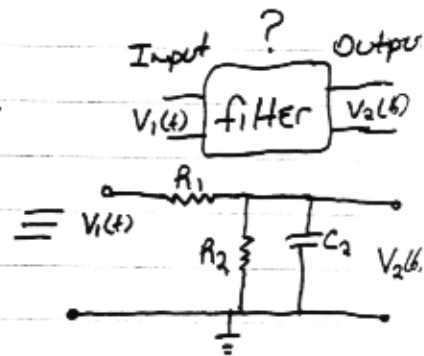 ?
Input Outpu
V₁(t) filter V₂(t)
R₁
V₁(t) R₂ C₂ V₂(t)